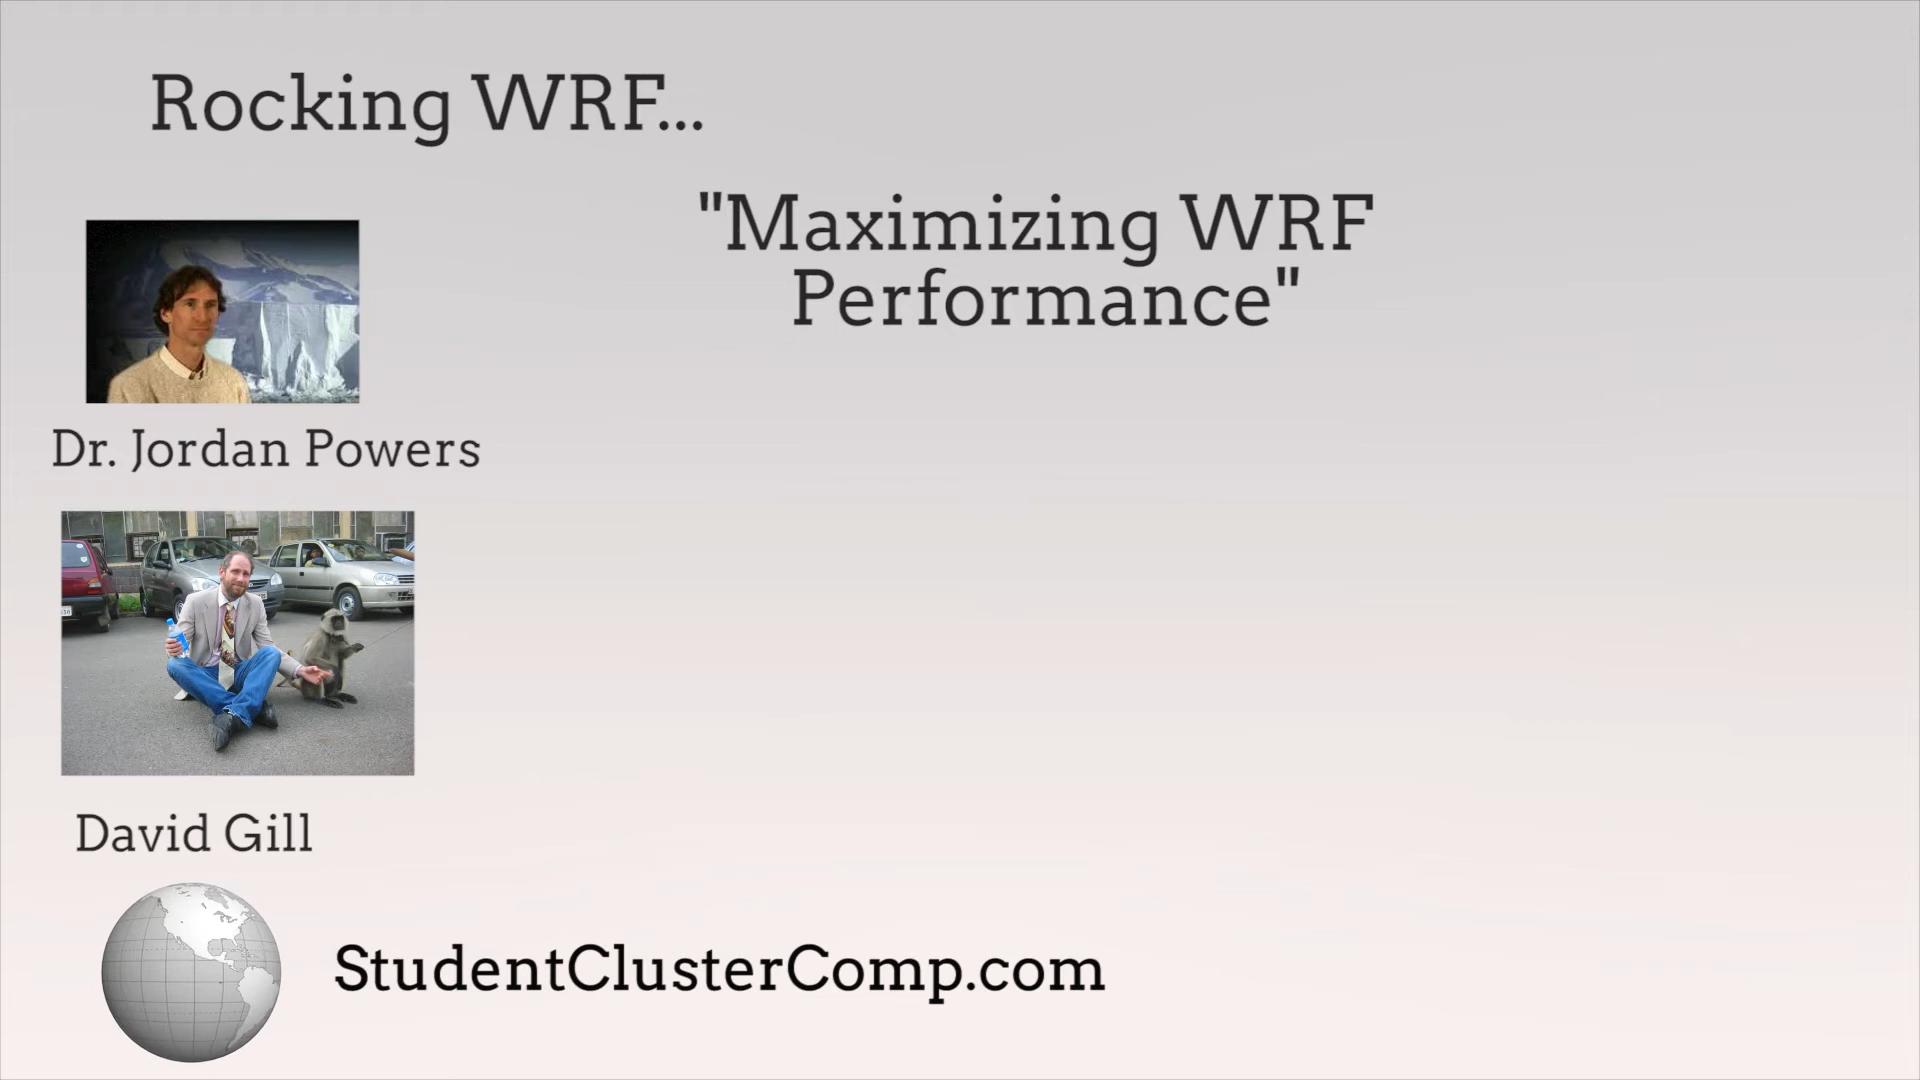 Rocking WRF...
"Maximizing WRF
Performance"
Dr. Jordan Powers
David Gill
StudentClusterComp.com